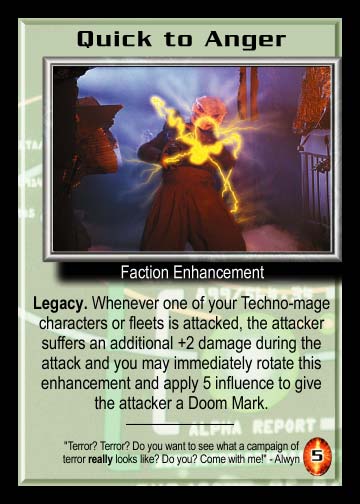 Quick to Anger
Faction Enhancement
Legacy. Whenever one of your Techno-mage
characters or fleets is attacked, the attacker
suffers an additional +2 damage during the
attack and you may immediately rotate this
enhancement and apply 5 influence to give
the attacker a Doom Mark.
ALPHA REPORT
"Terror? Terror? Do you want to see what a campaign of
terror really looks like? Do you? Come with me!" - Alwyn
5